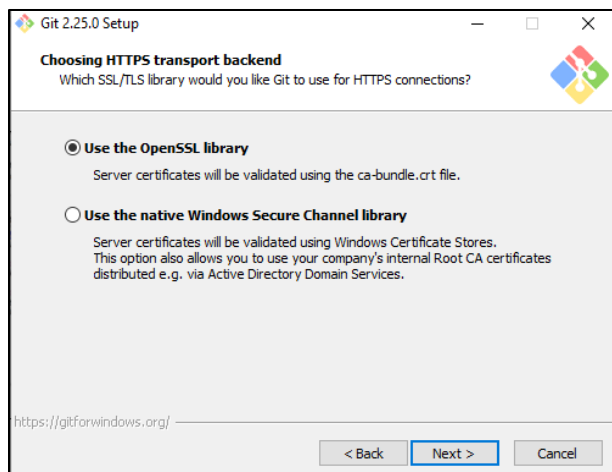 Git 2.25.0 Setup
Choosing HTTPS transport backend
Which SSL/TLS library would you like Git to use for HTTPS connections?
Use the OpenSSL library
Server certificates will be validated using the ca-bundle.crt file.
Use the native Windows Secure Channel library
Server certificates will be validated using Windows Certificate Stores.
This option also allows you to use your company's internal Root CA certificates
distributed e.g. via Active Directory Domain Services.
https://gitforwindows.org/
< Back
Next >
Cancel